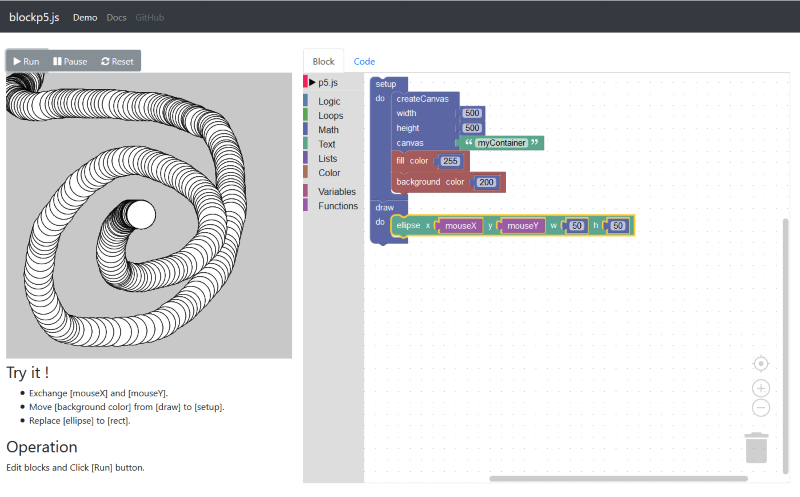 blockp5.js Demo Docs GitHub
Run Pause Reset
Block Code
p5.js
Logic
Loops
Math
Text
Lists
Color
Variables
Functions
setup
do
createCanvas
width 500
height 500
canvas “ myContainer ”
fill color 255
background color 200
draw
do
ellipse x mouseX y mouseY w 50 h 50
Try it !
Exchange [mouseX] and [mouseY].
Move [background color] from [draw] to [setup].
Replace [ellipse] to [rect].
Operation
Edit blocks and Click [Run] button.